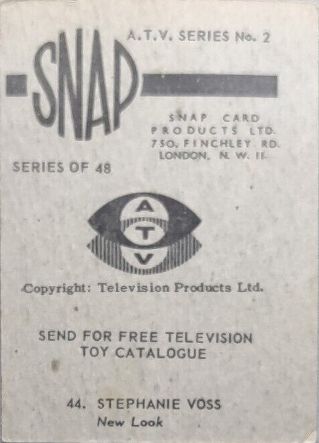 A.T.V. SERIES No. 2
SNAP
SNAP CARD
PRODUCTS LTD.
750, FINCHLEY RD.
LONDON, N. W. 11.
SERIES OF 48
A
T
V
Copyright: Television Products Ltd.
SEND FOR FREE TELEVISION
TOY CATALOGUE
44. STEPHANIE VOSS
New Look